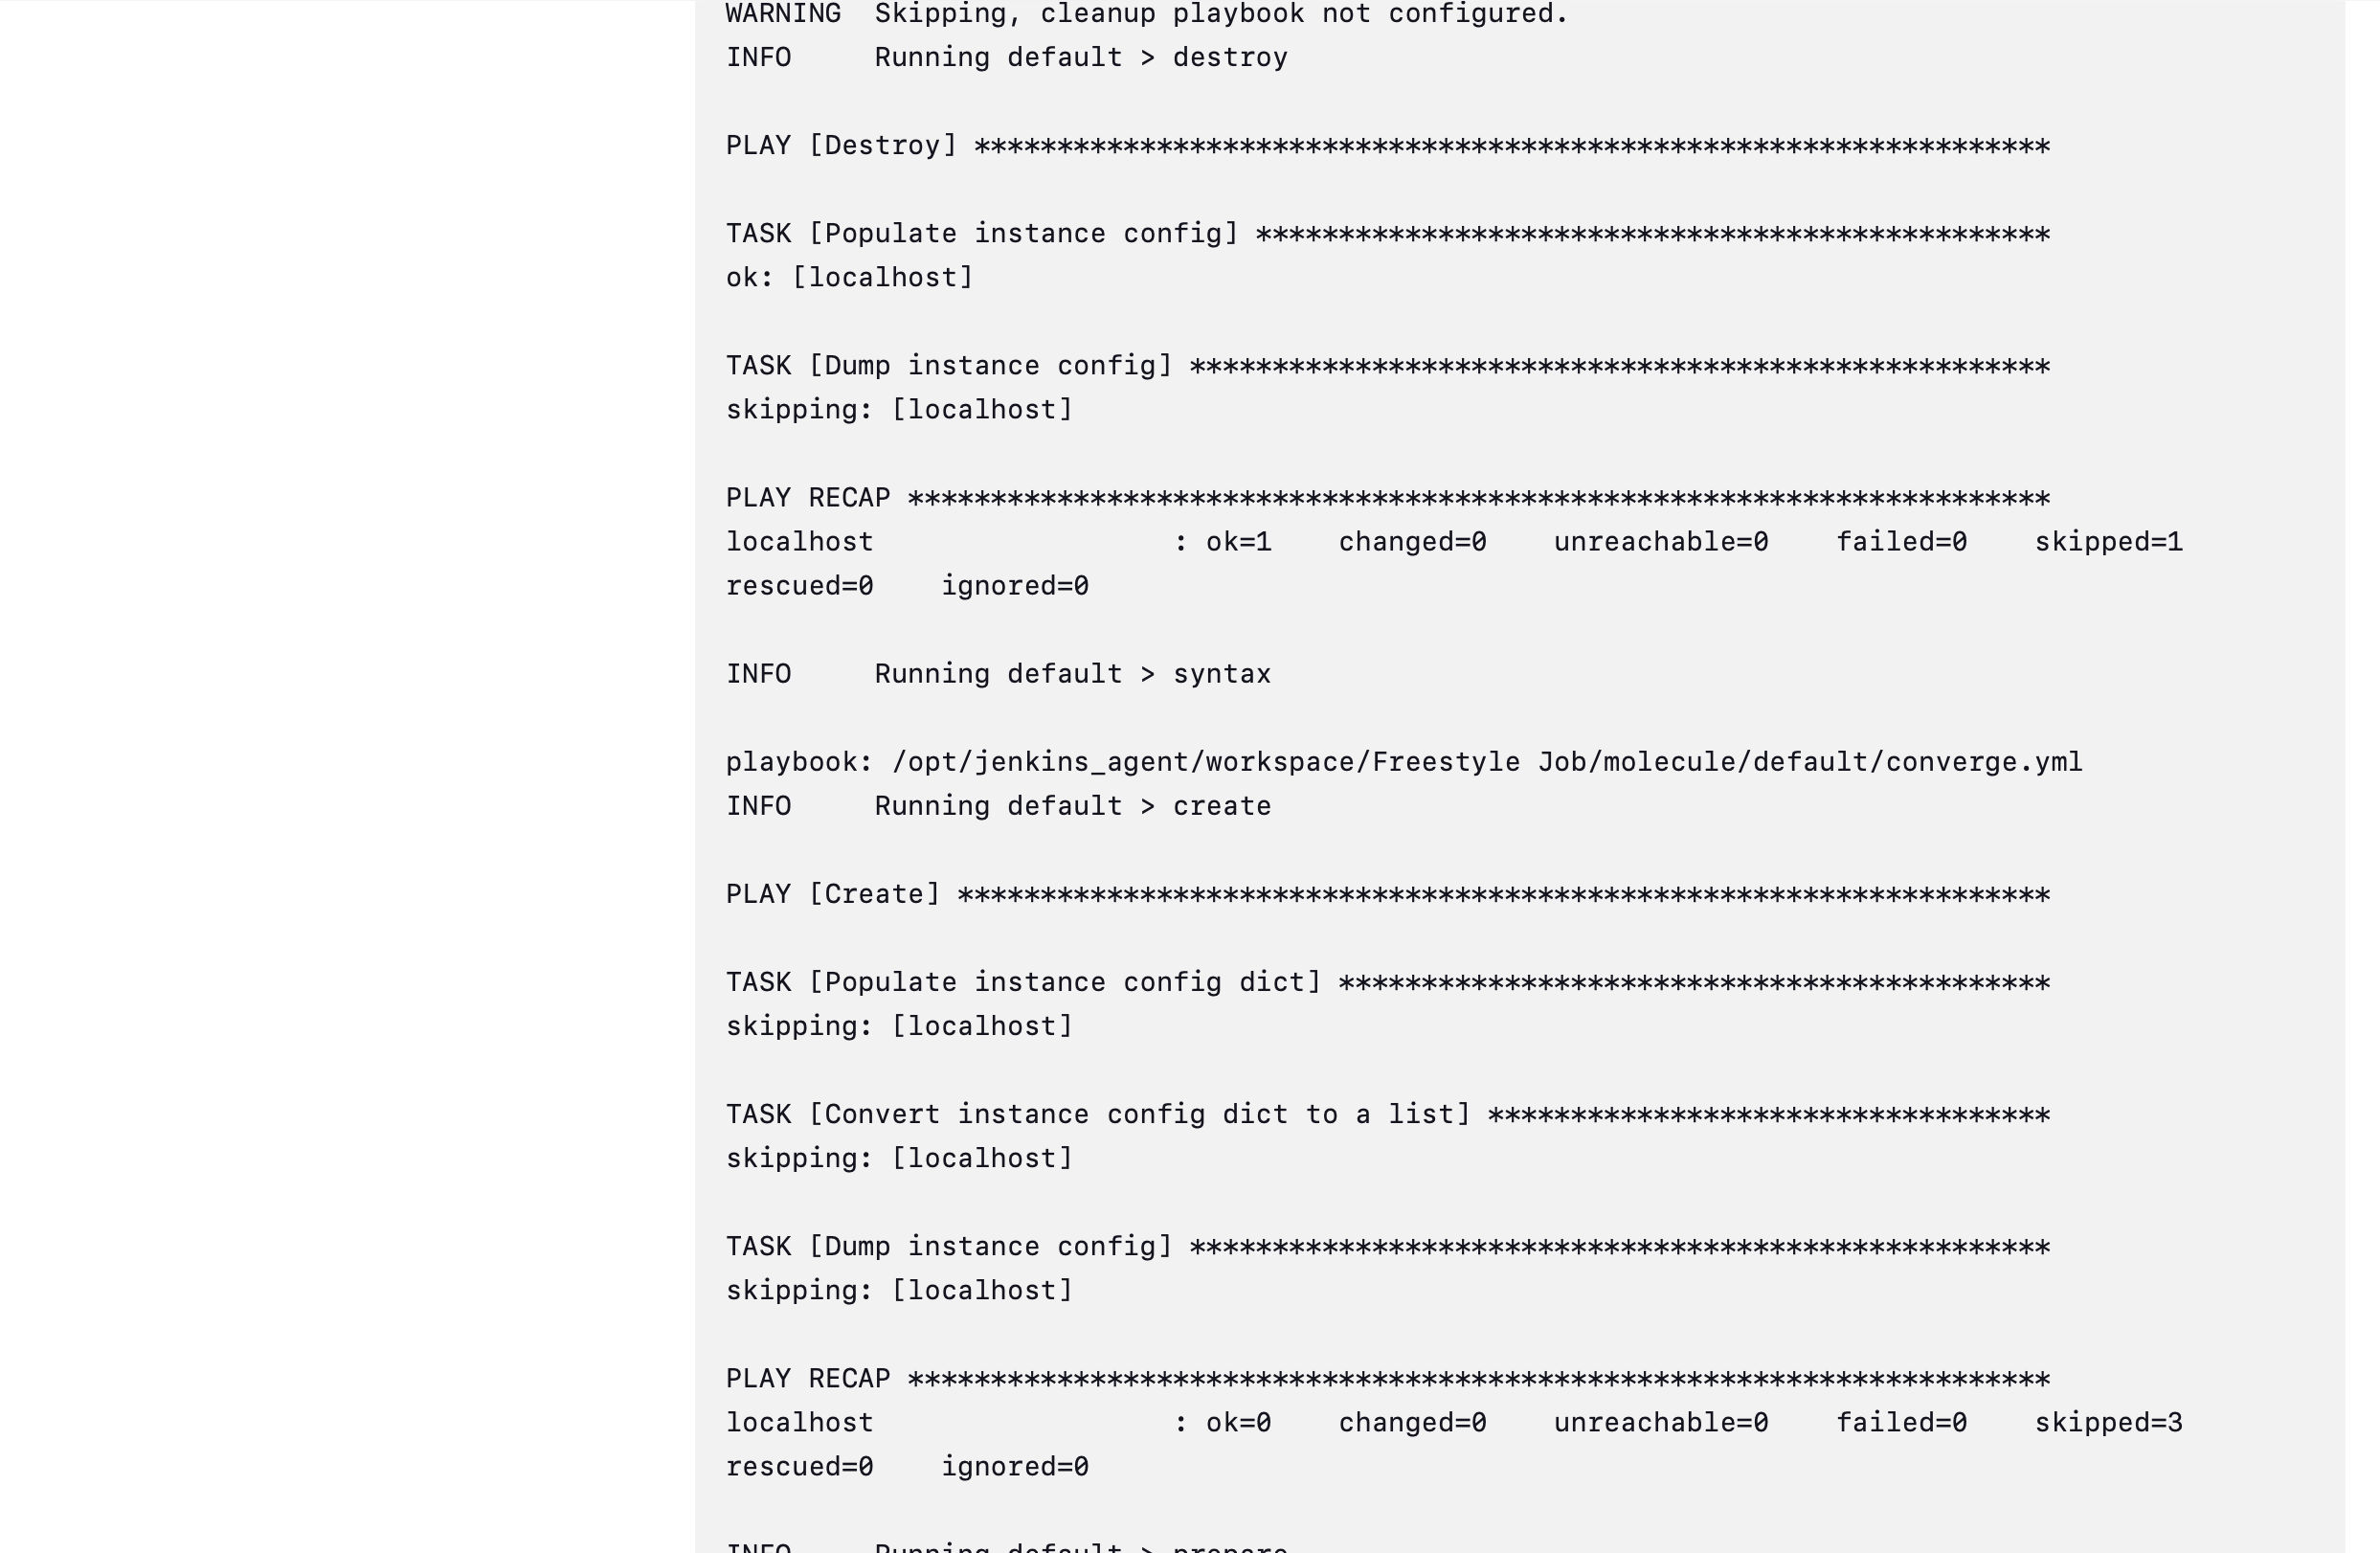 WARNING  Skipping, cleanup playbook not configured.
INFO     Running default > destroy
PLAY [Destroy] *****************************************************************
TASK [Populate instance config] ************************************************
ok: [localhost]
TASK [Dump instance config] ****************************************************
skipping: [localhost]
PLAY RECAP *********************************************************************
localhost                  : ok=1    changed=0    unreachable=0    failed=0    skipped=1
rescued=0    ignored=0
INFO     Running default > syntax
playbook: /opt/jenkins_agent/workspace/Freestyle Job/molecule/default/converge.yml
INFO     Running default > create
PLAY [Create] ******************************************************************
TASK [Populate instance config dict] *******************************************
skipping: [localhost]
TASK [Convert instance config dict to a list] **********************************
skipping: [localhost]
TASK [Dump instance config] ****************************************************
skipping: [localhost]
PLAY RECAP *********************************************************************
localhost                  : ok=0    changed=0    unreachable=0    failed=0    skipped=3
rescued=0    ignored=0
INFO     Running default > prepare